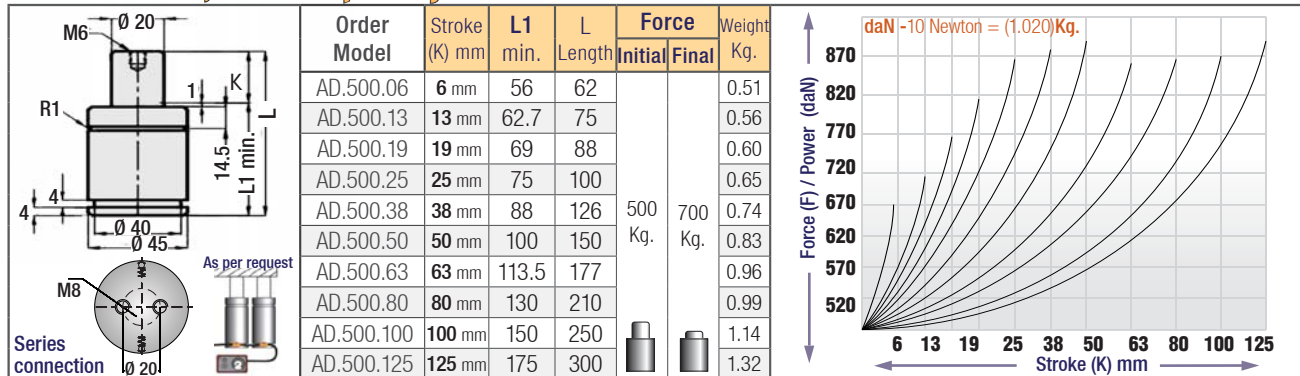 Ø 20
M6
K
1
L
R1
14.5
L1 min.
4
4
Ø 40
Ø 45
As per request
M8
Series
connection
Ø 20
Order Model Stroke (K) mm L1 min. L Length Force Initial Final Weight Kg.
AD.500.06 6 mm 56 62 0.51
AD.500.13 13 mm 62.7 75 0.56
AD.500.19 19 mm 69 88 0.60
AD.500.25 25 mm 75 100 0.65
AD.500.38 38 mm 88 126 500 Kg. 700 Kg. 0.74
AD.500.50 50 mm 100 150 0.83
AD.500.63 63 mm 113.5 177 0.96
AD.500.80 80 mm 130 210 0.99
AD.500.100 100 mm 150 250 1.14
AD.500.125 125 mm 175 300 1.32
daN -10 Newton = (1.020)Kg.
Force (F) / Power (daN)
870
820
770
720
670
620
570
520
6 13 19 25 38 50 63 80 100 125
Stroke (K) mm